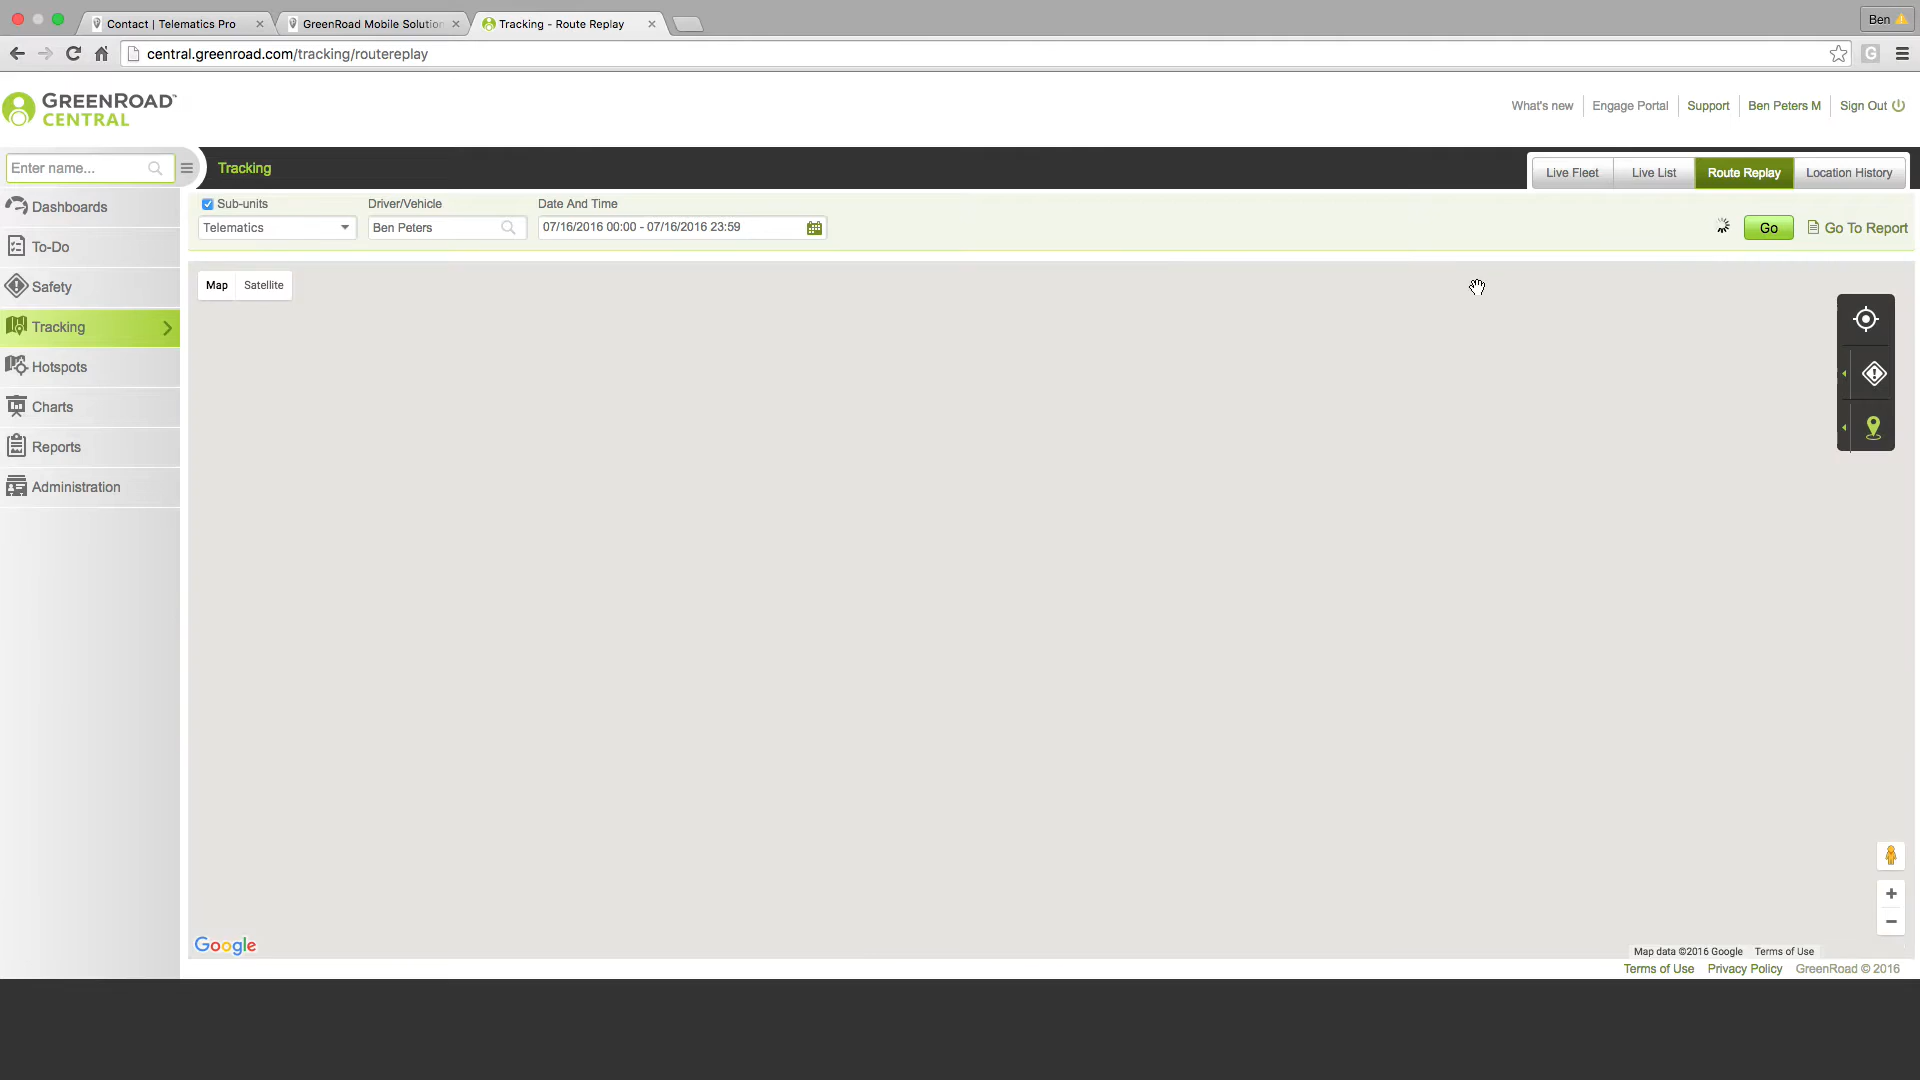 Contact | Telematics Pro
GreenRoad Mobile Solution
Tracking - Route Replay
Ben
central.greenroad.com/tracking/routereplay
G
GREENROAD™
CENTRAL
What's new
Engage Portal
Support
Ben Peters M
Sign Out
Enter name...
Tracking
Live Fleet
Live List
Route Replay
Location History
Sub-units
Driver/Vehicle
Date And Time
Telematics
Ben Peters
07/16/2016 00:00 - 07/16/2016 23:59
Go
Go To Report
Dashboards
To-Do
Safety
Tracking
Hotspots
Charts
Reports
Administration
Map
Satellite
Google
Map data ©2016 Google
Terms of Use
Terms of Use
Privacy Policy
GreenRoad © 2016